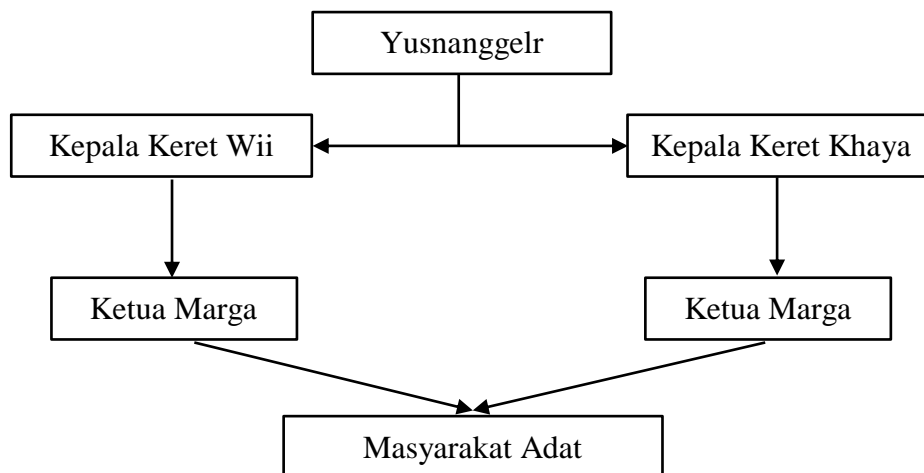 Yusnanggelr
Kepala Keret Wii
Kepala Keret Khaya
Ketua Marga
Ketua Marga
Masyarakat Adat